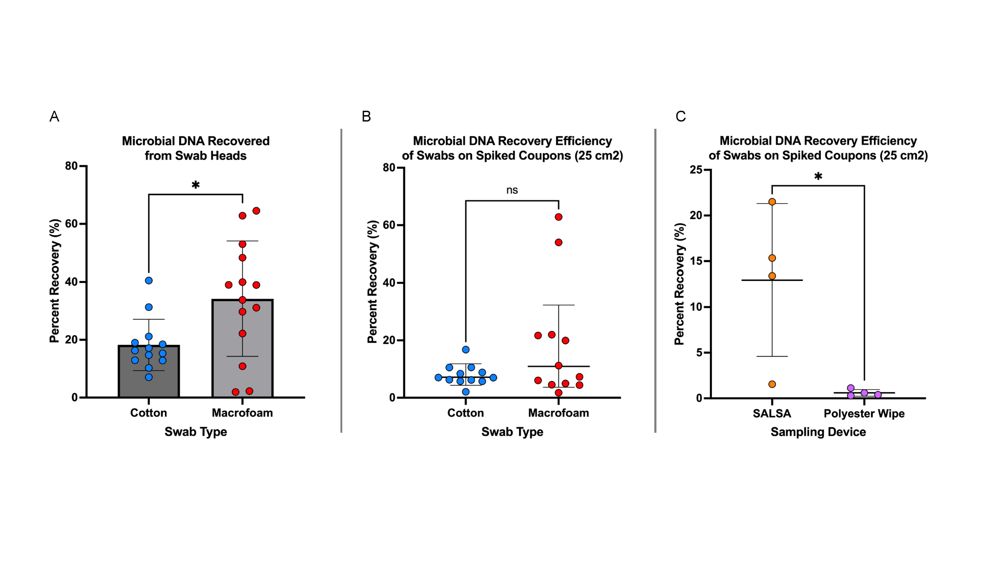 A
Microbial DNA Recovered
from Swab Heads
80
60
40
20
0
Percent Recovery (%)
*
Cotton
Macrofoam
Swab Type
B
Microbial DNA Recovery Efficiency
of Swabs on Spiked Coupons (25 cm2)
80
60
40
20
0
Percent Recovery (%)
ns
Cotton
Macrofoam
Swab Type
C
Microbial DNA Recovery Efficiency
of Swabs on Spiked Coupons (25 cm2)
25
20
15
10
5
0
Percent Recovery (%)
*
SALSA
Polyester Wipe
Sampling Device